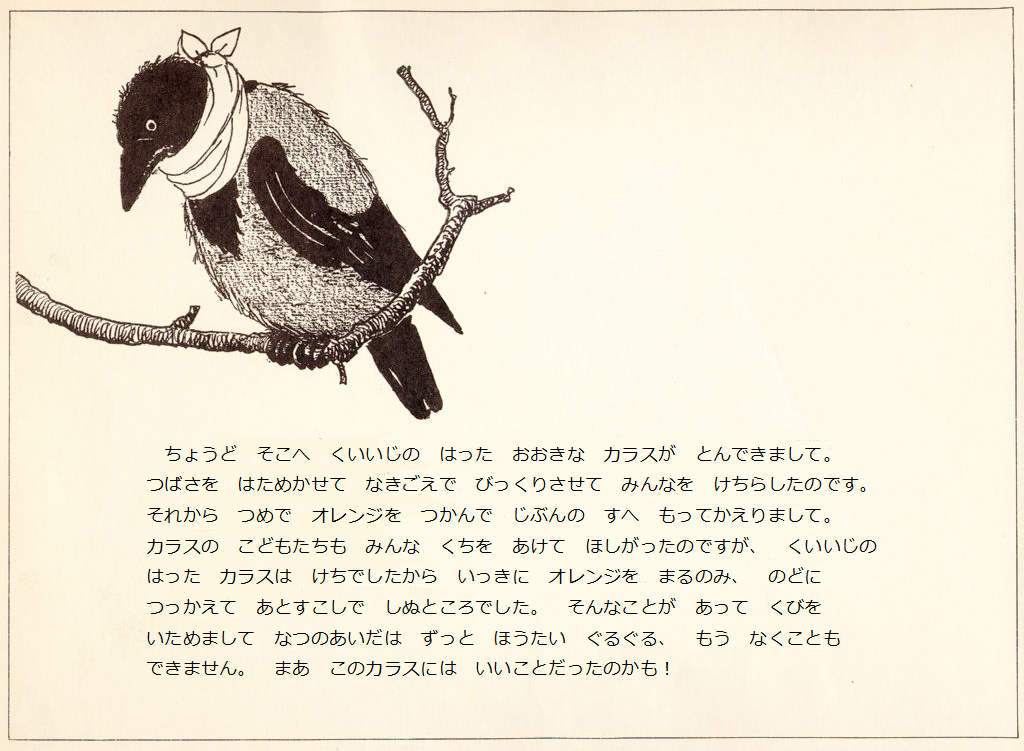 ちょうど　そこへ　くいいじの　はった　おおきな　カラスが　とんできまして。
つばさを　はためかせて　なきごえで　びっくりさせて　みんなを　けちらしたのです。
それから　つめで　オレンジを　つかんで　じぶんの　すへ　もってかえりまして。
カラスの　こどもたちも　みんな　くちを　あけて　ほしがったのですが、　くいいじの
はった　カラスは　けちでしたから　いっきに　オレンジを　まるのみ、　のどに
つっかえて　あとすこしで　しぬところでした。　そんなことが　あって　くびを
いためまして　なつのあいだは　ずっと　ほうたい　ぐるぐる、　もう　なくことも
できません。　まあ　このカラスには　いいことだったのかも！